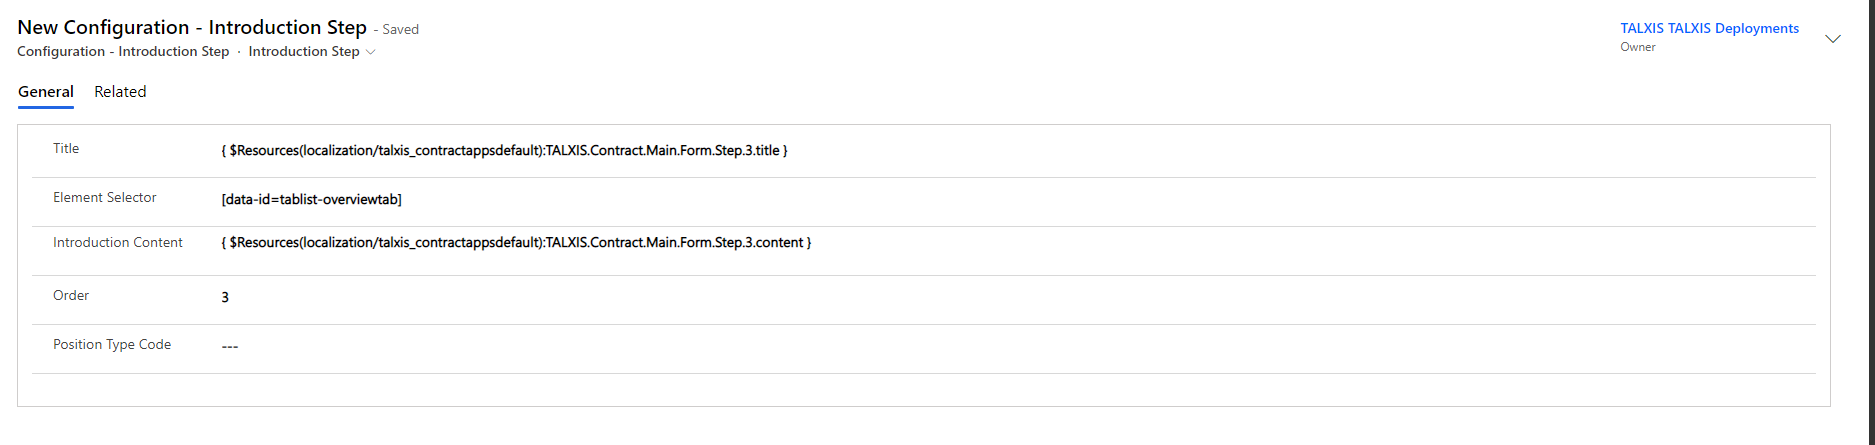 New Configuration - Introduction Step - Saved
Configuration - Introduction Step · Introduction Step
TALXIS TALXIS Deployments
Owner
General Related
Title { $Resources(localization/talxis_contractappsdefault):TALXIS.Contract.Main.Form.Step.3.title }
Element Selector [data-id=tablist-overviewtab]
Introduction Content { $Resources(localization/talxis_contractappsdefault):TALXIS.Contract.Main.Form.Step.3.content }
Order 3
Position Type Code ---